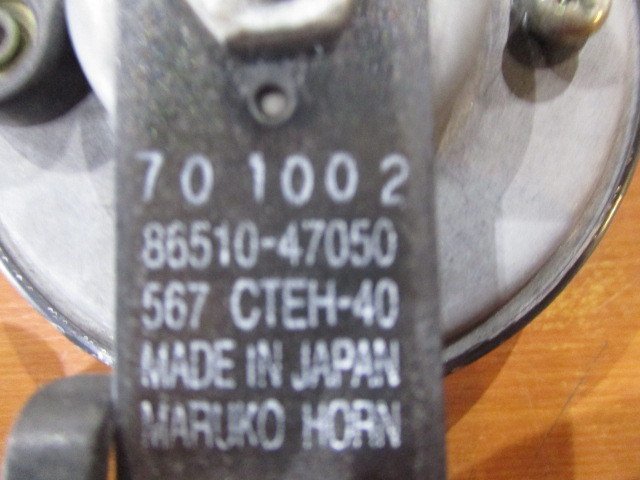 701002
86510-47050
567 CTEH-40
MADE IN JAPAN
MARUKO HORN